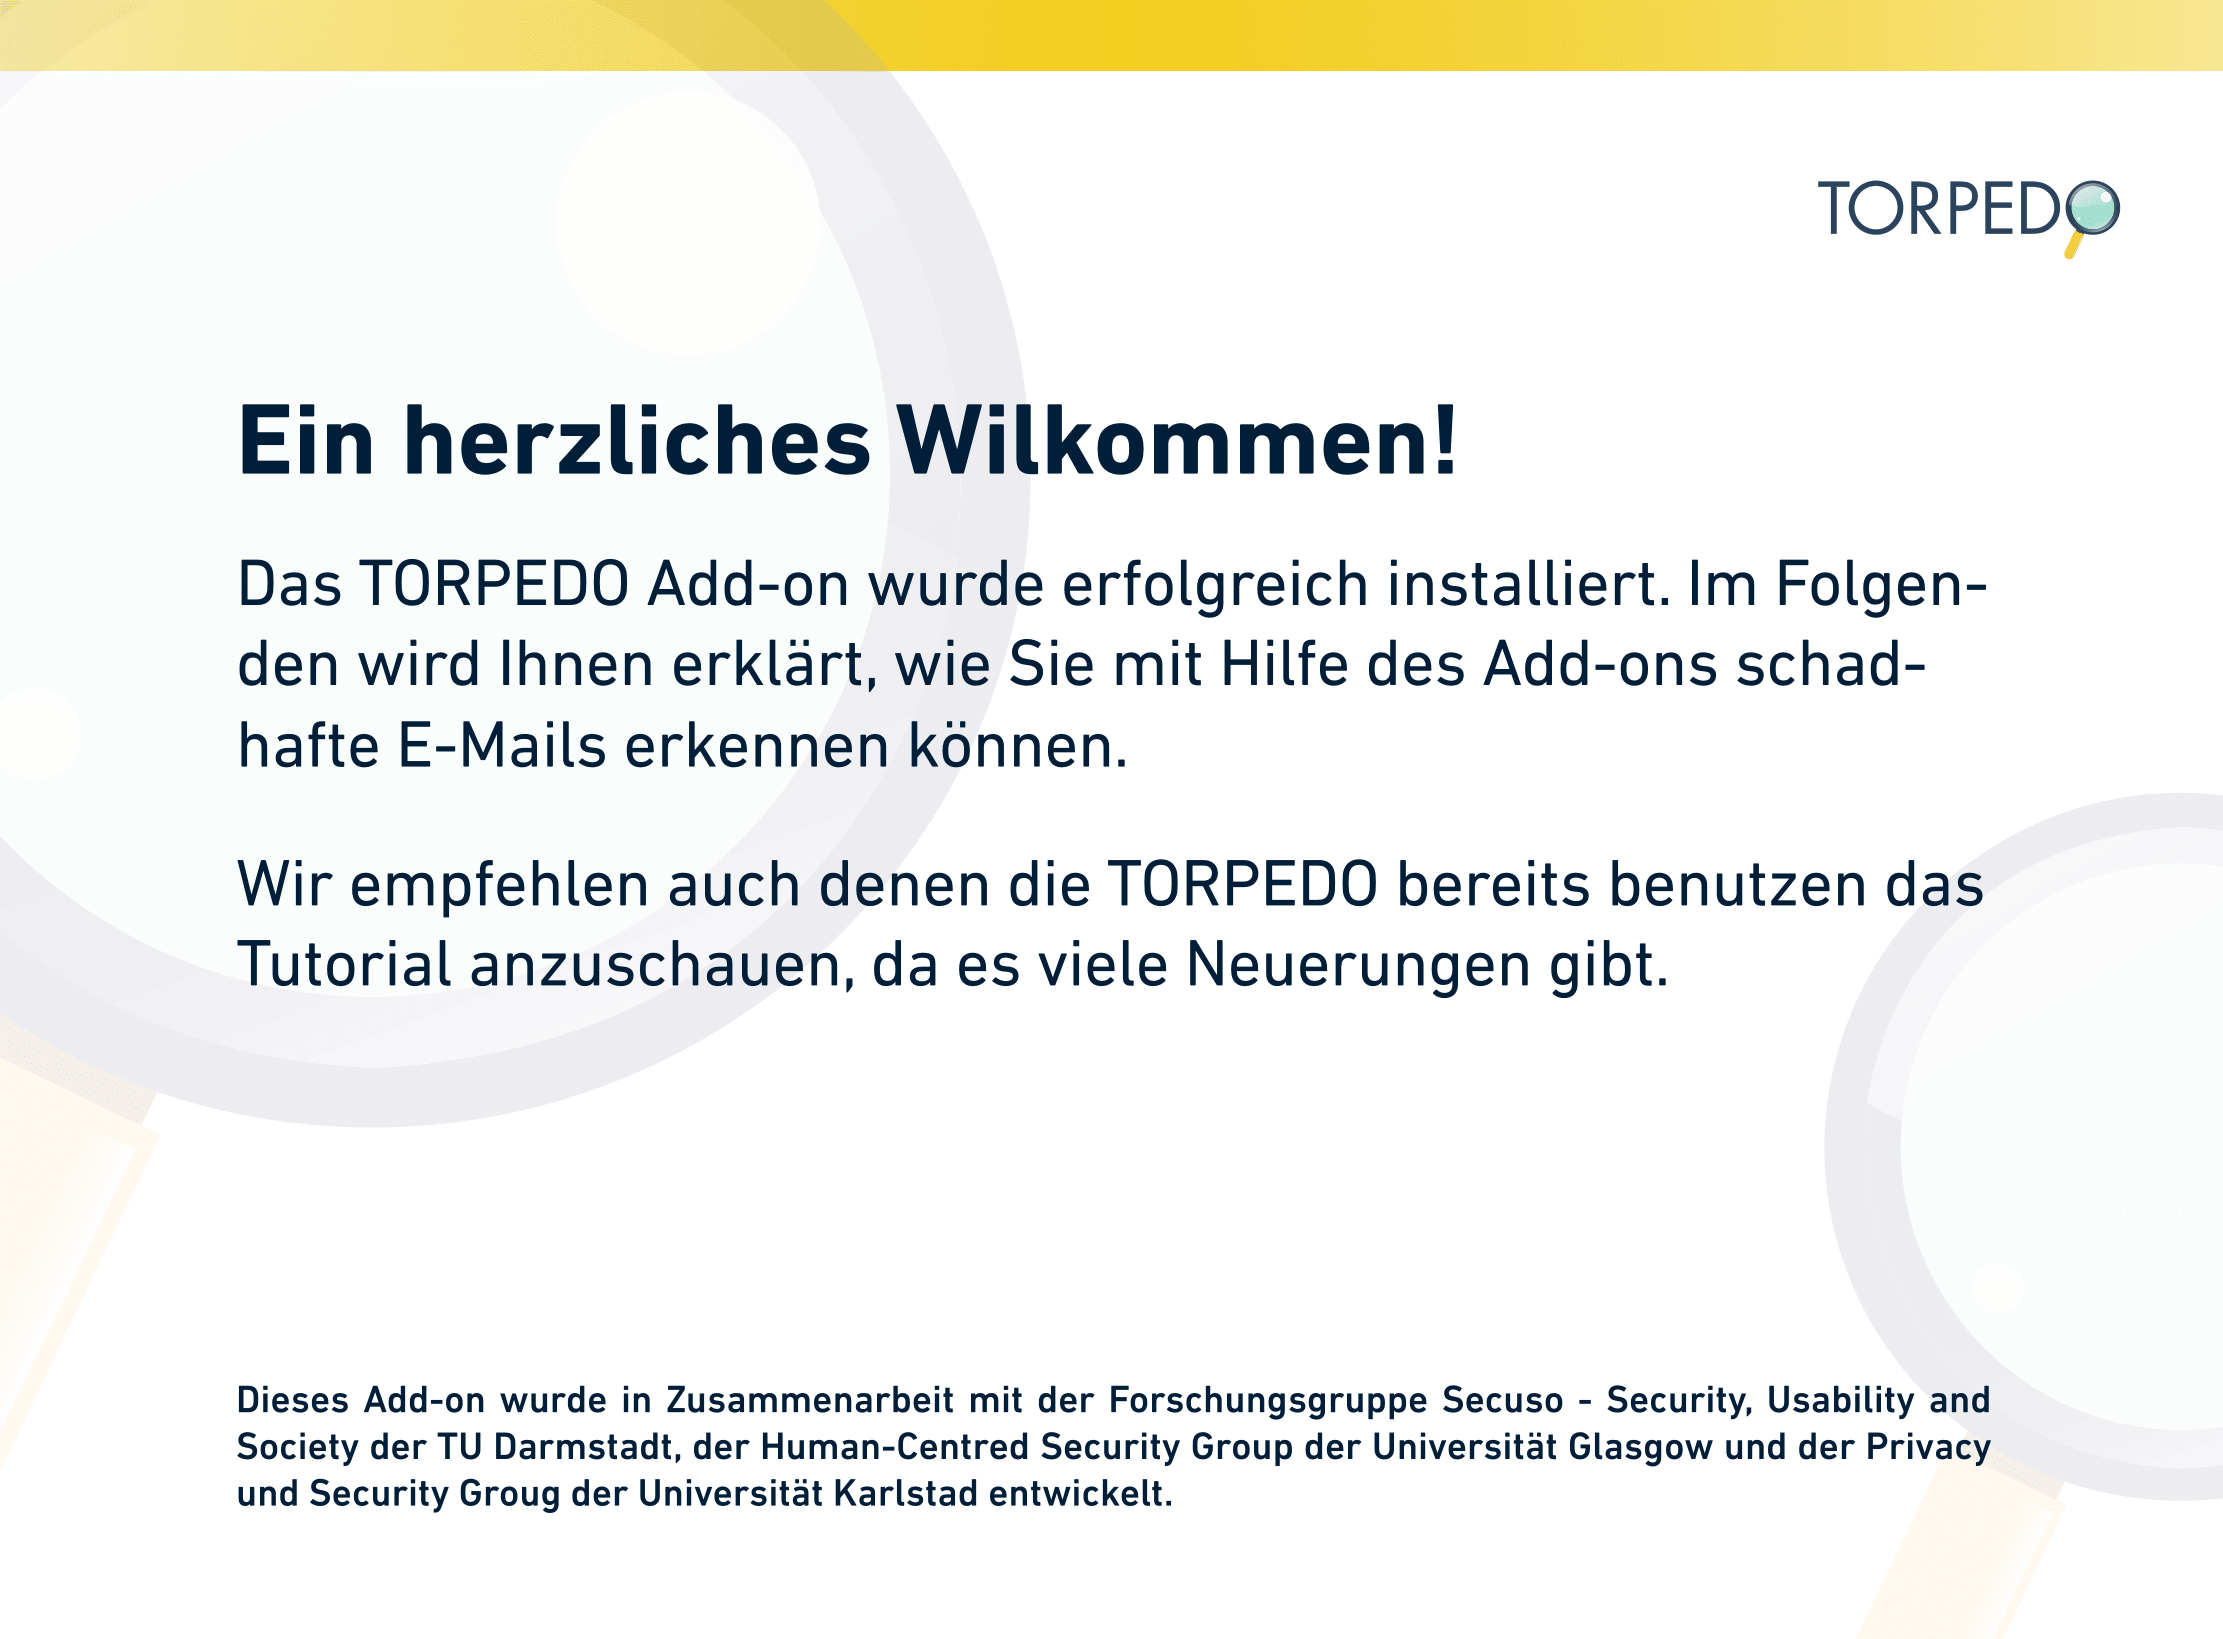 TORPEDO
Ein herzliches Wilkommen!
Das TORPEDO Add-on wurde erfolgreich installiert. Im Folgen-
den wird Ihnen erklärt, wie Sie mit Hilfe des Add-ons schad-
hafte E-Mails erkennen können.
Wir empfehlen auch denen die TORPEDO bereits benutzen das
Tutorial anzuschauen, da es viele Neuerungen gibt.
Dieses Add-on wurde in Zusammenarbeit mit der Forschungsgruppe Secuso - Security, Usability and
Society der TU Darmstadt, der Human-Centred Security Group der Universität Glasgow und der Privacy
und Security Groug der Universität Karlstad entwickelt.